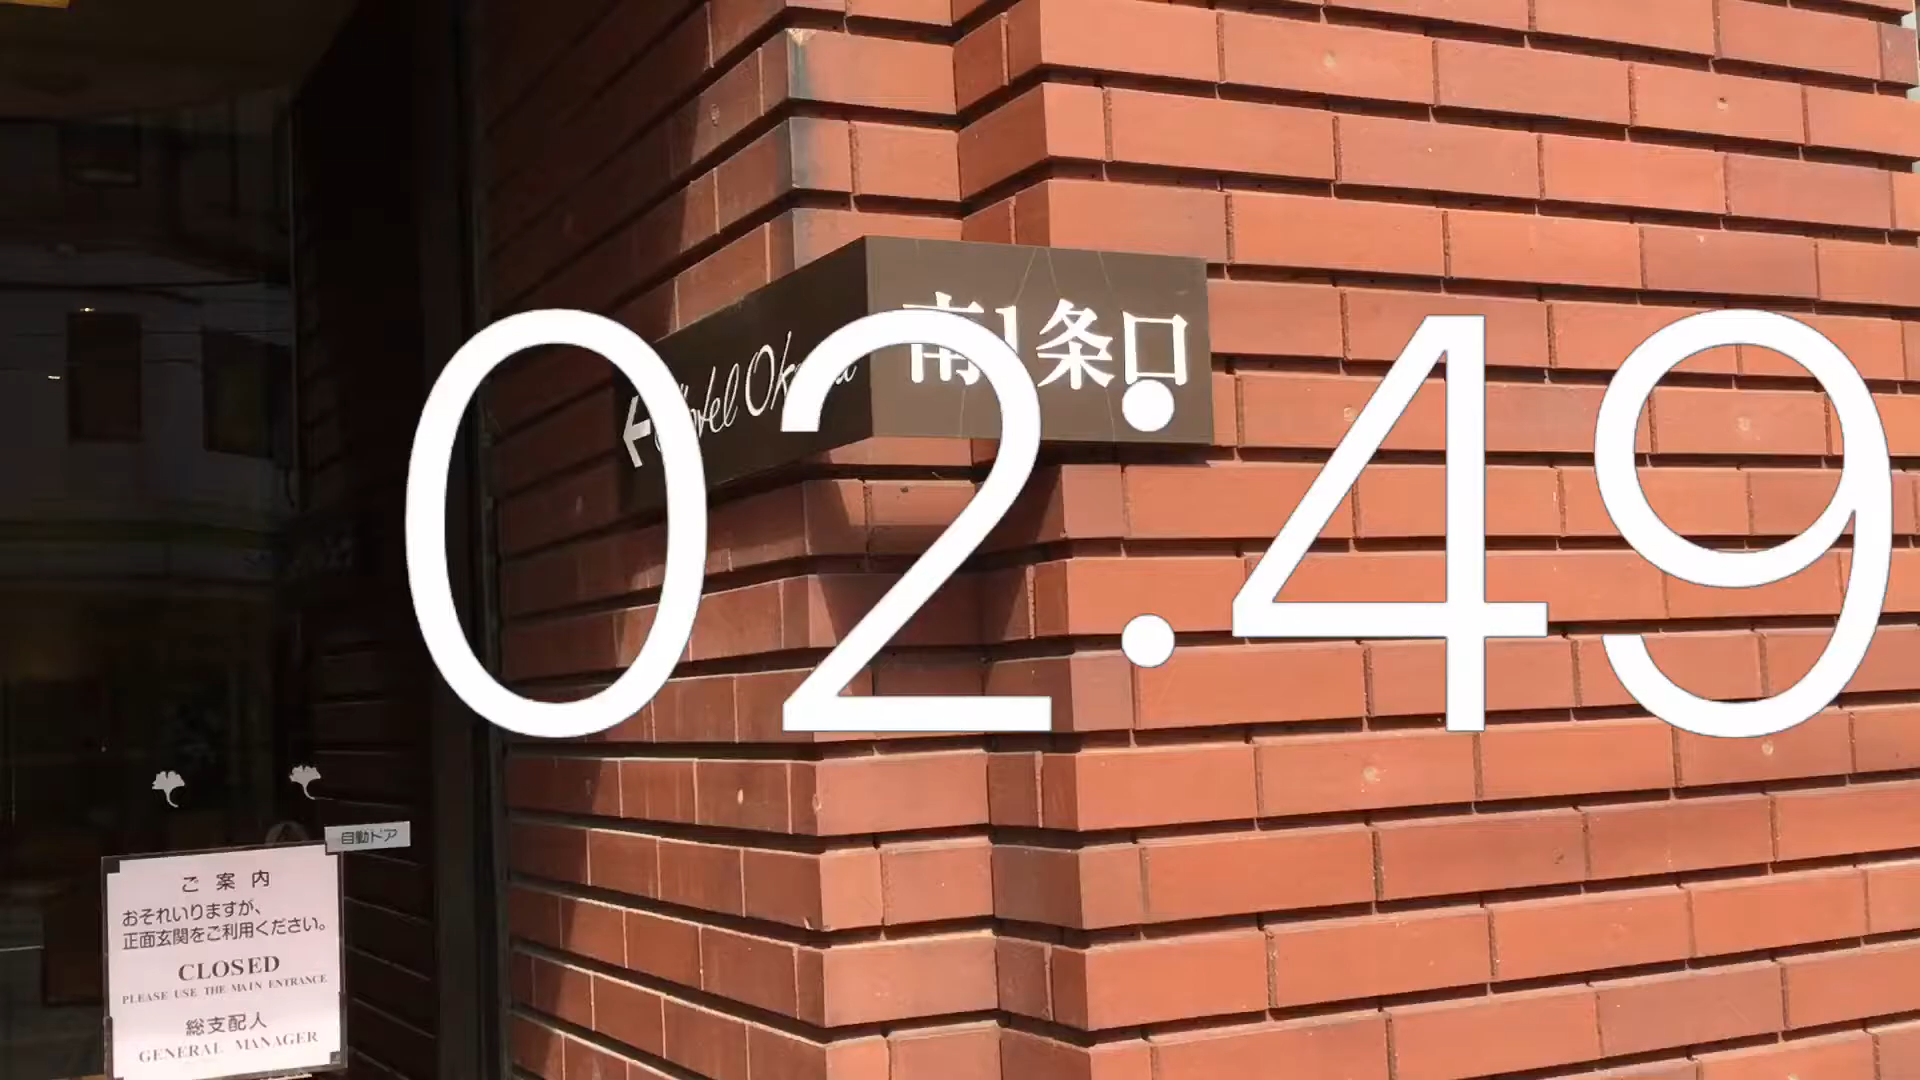 南1条口
02:49
自動ドア
ご案内
おそれいりますが、
正面玄関をご利用ください。
CLOSED
PLEASE USE THE MAIN ENTRANCE
総支配人
GENERAL MANAGER